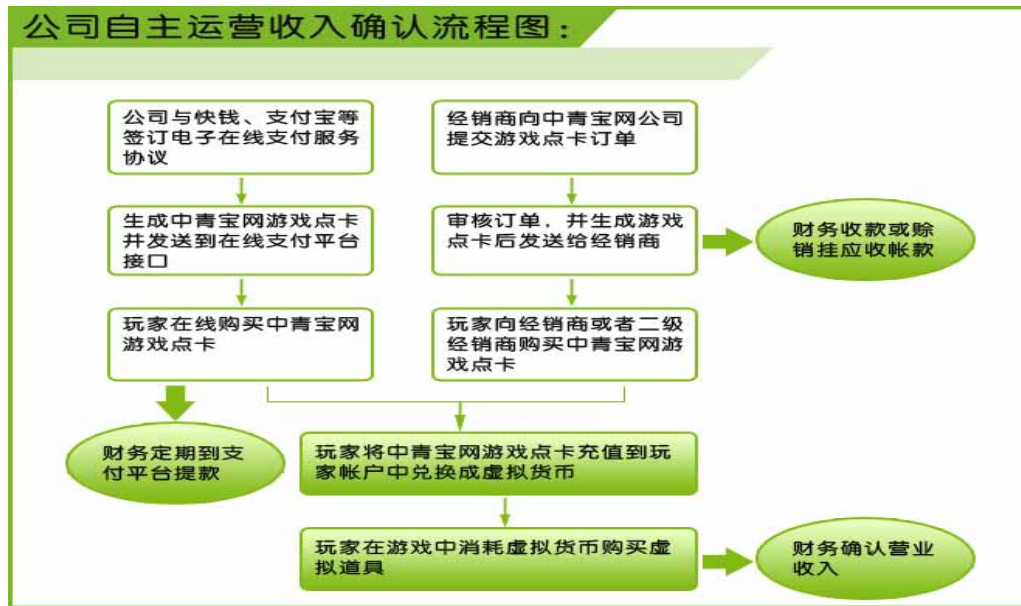 公司自主运营收入确认流程图：
公司与快钱、支付宝等
签订电子在线支付服务
协议
经销商向中青宝网公司
提交游戏点卡订单
生成中青宝网游戏点卡
并发送到在线支付平台
接口
审核订单，并生成游戏
点卡后发送给经销商
财务收款或赊
销挂应收帐款
玩家在线购买中青宝网
游戏点卡
玩家向经销商或者二级
经销商购买中青宝网游
戏点卡
财务定期到支
付平台提款
玩家将中青宝网游戏点卡充值到玩
家帐户中兑换成虚拟货币
玩家在游戏中消耗虚拟货币购买虚
拟道具
财务确认营业
收入